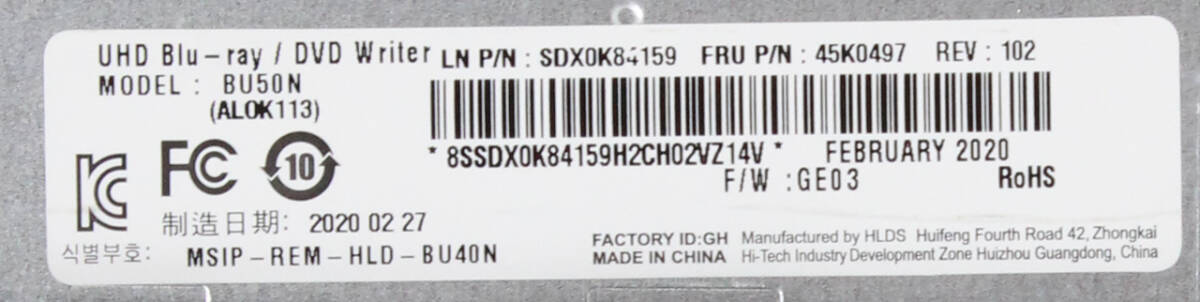 UHD Blu-ray / DVD Writer LN P/N : SDX0K84159 FRU P/N : 45K0497 REV : 102
MODEL : BU50N
(ALOK113)
* 8SSDX0K84159H2CH02VZ14V * FEBRUARY 2020
FC 10 F/W :GE03 RoHS
KC
制造日期: 2020 02 27
식별부호: MSIP-REM-HLD-BU40N
FACTORY ID:GH Manufactured by HLDS Huifeng Fourth Road 42, Zhongkai
MADE IN CHINA Hi-Tech Industry Development Zone Huizhou Guangdong, China